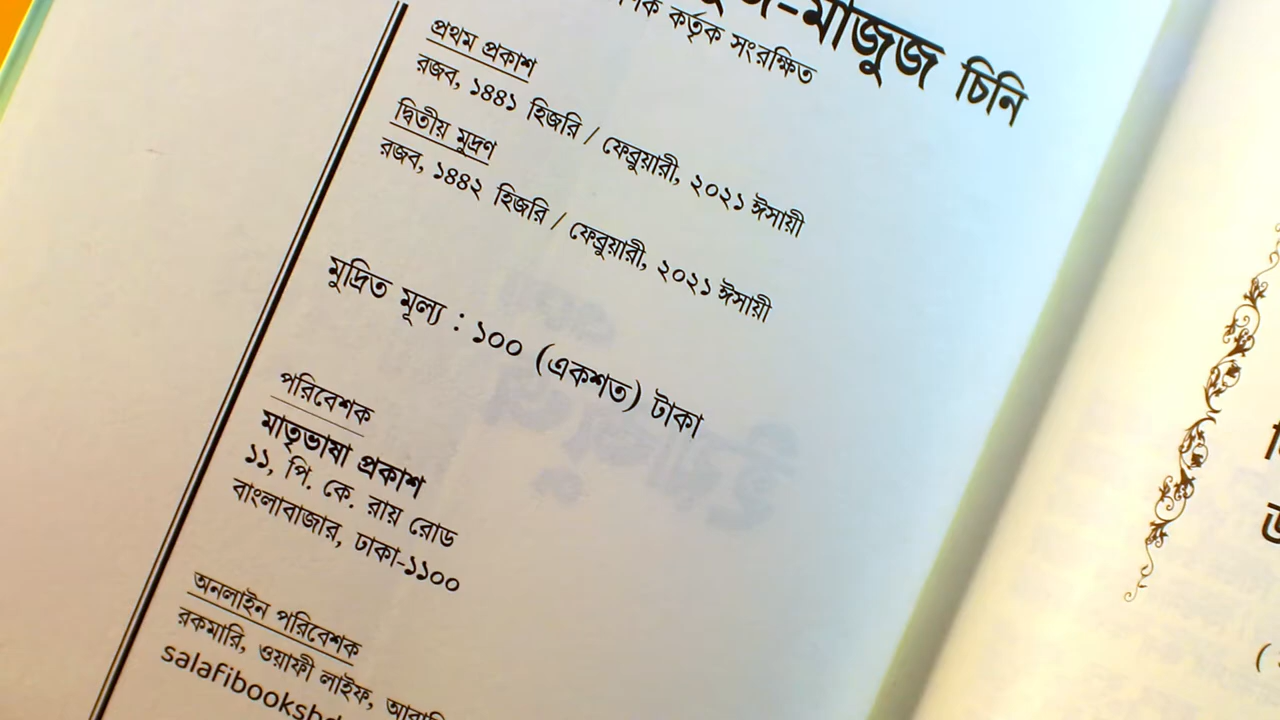 -মাজুজ চিনি
কর্তৃক সংরক্ষিত
প্রথম প্রকাশ
রজব, ১৪৪১ হিজরি / ফেব্রুয়ারী, ২০২১ ঈসায়ী
দ্বিতীয় মুদ্রণ
রজব, ১৪৪২ হিজরি / ফেব্রুয়ারী, ২০২১ ঈসায়ী
মুদ্রিত মূল্য : ১০০ (একশত) টাকা
পরিবেশক
মাতৃভাষা প্রকাশ
১১, পি. কে. রায় রোড
বাংলাবাজার, ঢাকা-১১০০
অনলাইন পরিবেশক
রকমারি, ওয়াফী লাইফ,
salafibooksbd